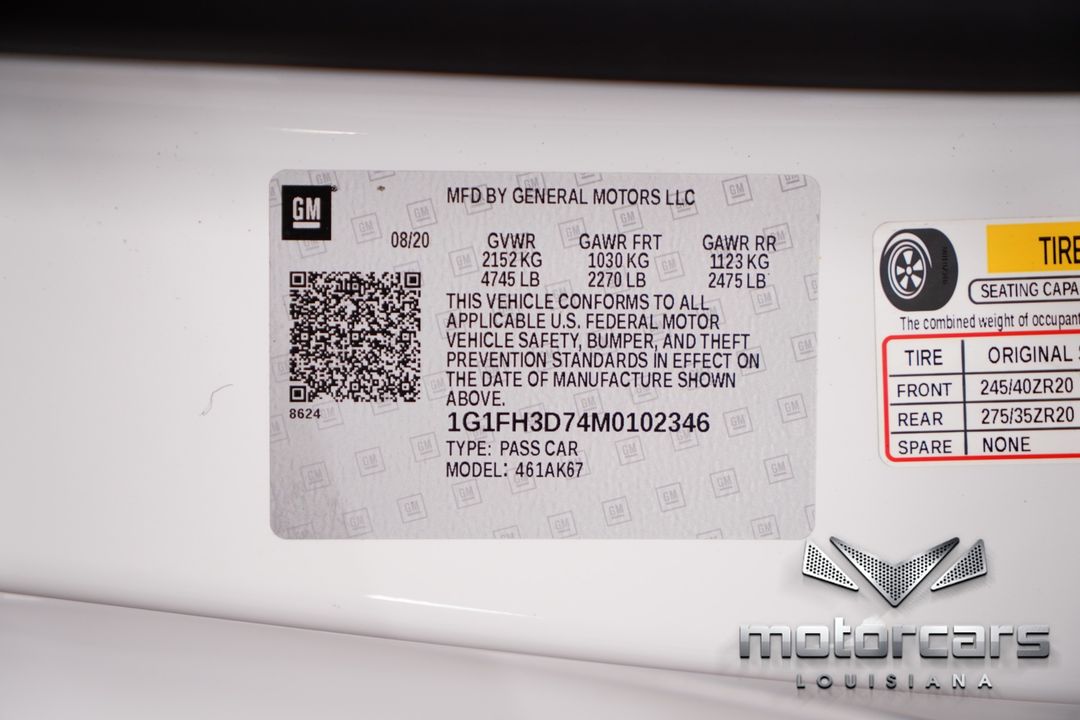 GM
MFD BY GENERAL MOTORS LLC
08/20
GVWR GAWR FRT GAWR RR
2152 KG 1030 KG 1123 KG
4745 LB 2270 LB 2475 LB
THIS VEHICLE CONFORMS TO ALL
APPLICABLE U.S. FEDERAL MOTOR
VEHICLE SAFETY, BUMPER, AND THEFT
PREVENTION STANDARDS IN EFFECT ON
THE DATE OF MANUFACTURE SHOWN
ABOVE.
8624
1G1FH3D74M0102346
TYPE: PASS CAR
MODEL: 461AK67
TIRE
SEATING CAPA
The combined weight of occupant
TIRE ORIGINAL
FRONT 245/40ZR20
REAR 275/35ZR20
SPARE NONE
motorcars
LOUISIANA